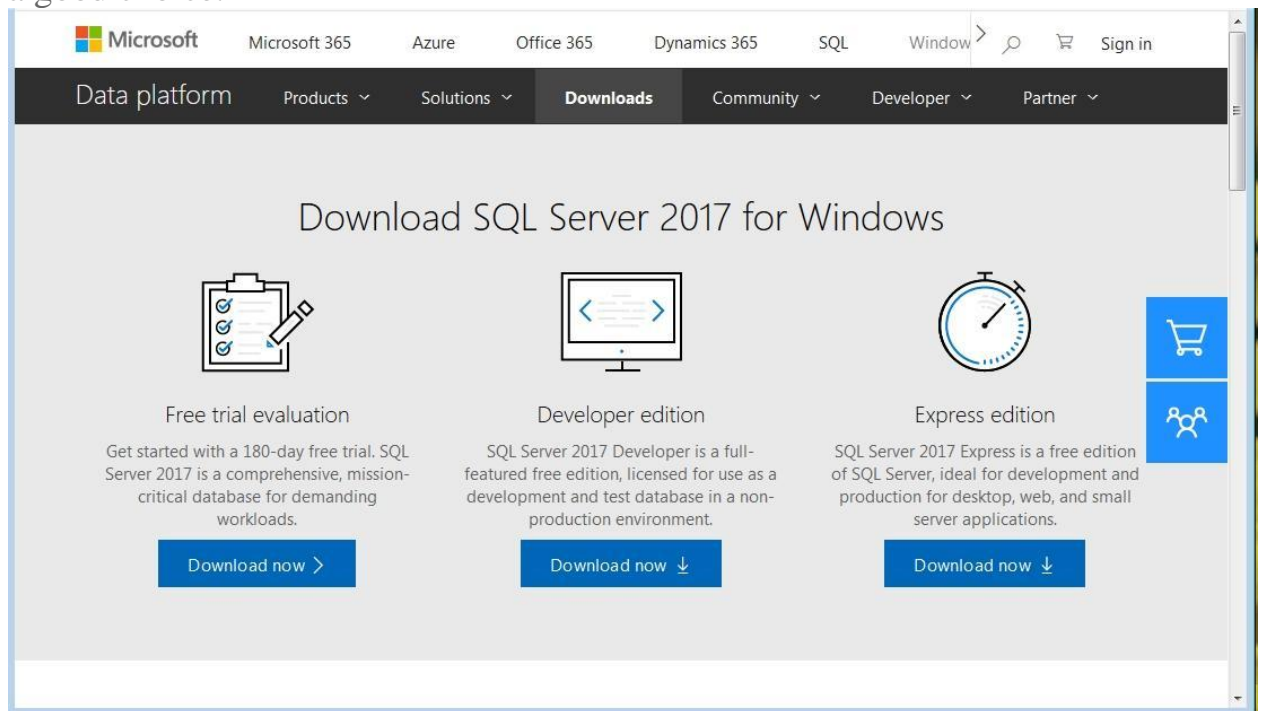 Microsoft Microsoft 365 Azure Office 365 Dynamics 365 SQL Window Sign in
Data platform Products Solutions Downloads Community Developer Partner
Download SQL Server 2017 for Windows
Free trial evaluation
Get started with a 180-day free trial. SQL
Server 2017 is a comprehensive, mission-
critical database for demanding
workloads.
Download now
Developer edition
SQL Server 2017 Developer is a full-
featured free edition, licensed for use as a
development and test database in a non-
production environment.
Download now
Express edition
SQL Server 2017 Express is a free edition
of SQL Server, ideal for development and
production for desktop, web, and small
server applications.
Download now